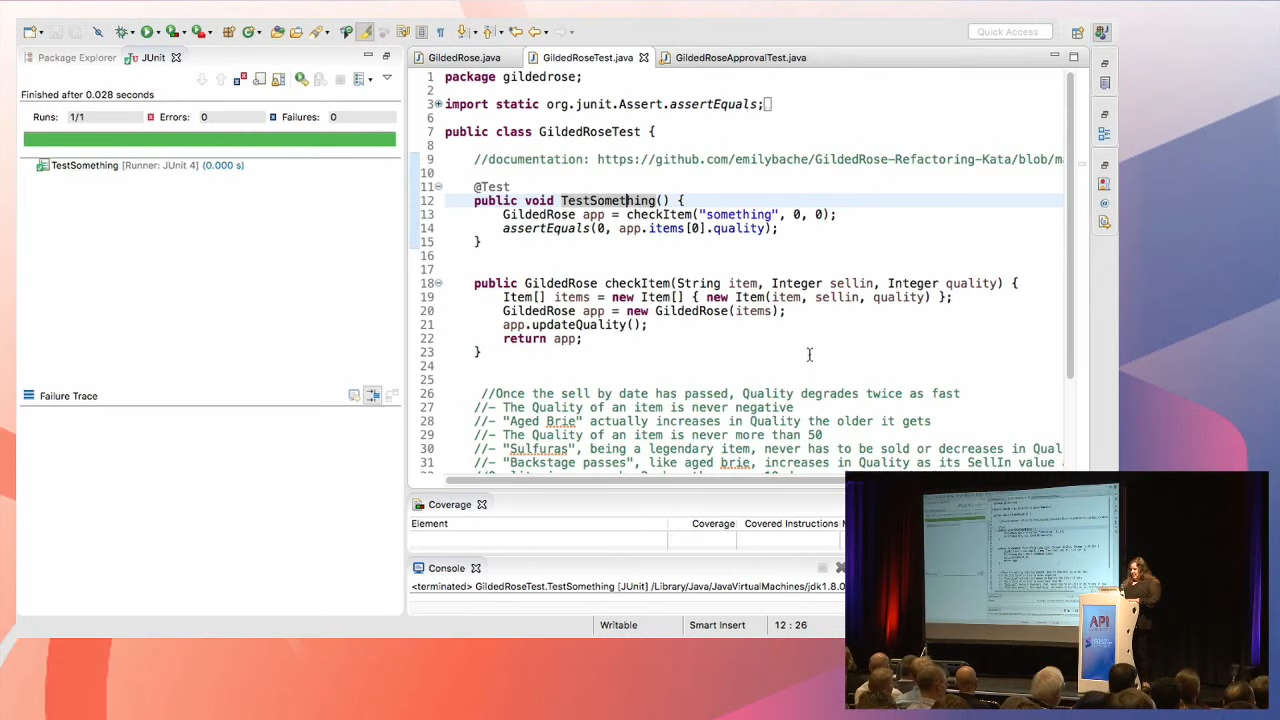 Quick Access
Package Explorer
JUnit
Finished after 0.028 seconds
Runs: 1/1
Errors: 0
Failures: 0
TestSomething [Runner: JUnit 4] (0.000 s)
Failure Trace
GildedRose.java
GildedRoseTest.java
GildedRoseApprovalTest.java
1 package gildedrose;
2
3 import static org.junit.Assert.assertEquals;
6
7 public class GildedRoseTest {
8
9 //documentation: https://github.com/emilybache/GildedRose-Refactoring-Kata/blob/ma
10
11 @Test
12 public void TestSomething() {
13 GildedRose app = checkItem("something", 0, 0);
14 assertEquals(0, app.items[0].quality);
15 }
16
17
18 public GildedRose checkItem(String item, Integer sellin, Integer quality) {
19 Item[] items = new Item[] { new Item(item, sellin, quality) };
20 GildedRose app = new GildedRose(items);
21 app.updateQuality();
22 return app;
23 }
24
25
26 //Once the sell by date has passed, Quality degrades twice as fast
27 //- The Quality of an item is never negative
28 //- "Aged Brie" actually increases in Quality the older it gets
29 //- The Quality of an item is never more than 50
30 //- "Sulfuras", being a legendary item, never has to be sold or decreases in Qual
31 //- "Backstage passes", like aged brie, increases in Quality as its SellIn value a
Coverage
Element
Coverage
Covered Instructions
Console
<terminated> GildedRoseTest.TestSomething [JUnit] /Library/Java/JavaVirtualMachines/jdk1.8.0
Writable
Smart Insert
12 : 26
API